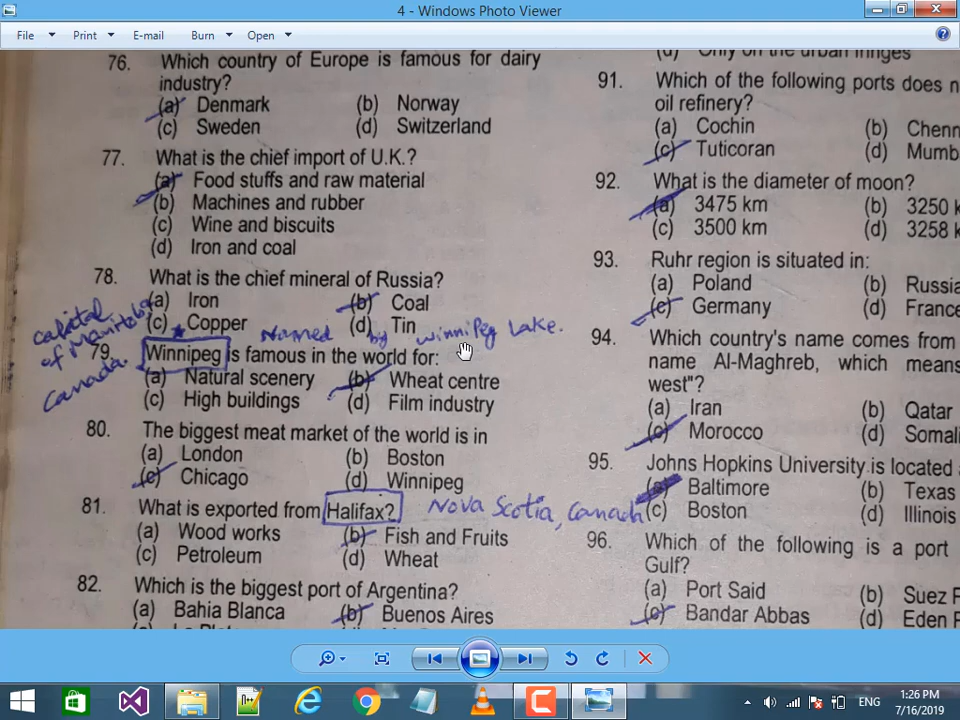 4 - Windows Photo Viewer
File Print E-mail Burn Open
76. Which country of Europe is famous for dairy
industry?
(a) Denmark (b) Norway
(c) Sweden (d) Switzerland
77. What is the chief import of U.K.?
(a) Food stuffs and raw material
(b) Machines and rubber
(c) Wine and biscuits
(d) Iron and coal
78. What is the chief mineral of Russia?
(a) Iron (b) Coal
(c) Copper (d) Tin
capital
of Manitoba
Canada.
Named by Winnipeg Lake.
79. Winnipeg is famous in the world for:
(a) Natural scenery (b) Wheat centre
(c) High buildings (d) Film industry
80. The biggest meat market of the world is in
(a) London (b) Boston
(c) Chicago (d) Winnipeg
81. What is exported from Halifax?
Nova Scotia, Canada
(a) Wood works (b) Fish and Fruits
(c) Petroleum (d) Wheat
82. Which is the biggest port of Argentina?
(a) Bahia Blanca (b) Buenos Aires
(d) Only on the urban fringes
91. Which of the following ports does n
oil refinery?
(a) Cochin (b) Chenn
(c) Tuticoran (d) Mumb
92. What is the diameter of moon?
(a) 3475 km (b) 3250 k
(c) 3500 km (d) 3258 k
93. Ruhr region is situated in:
(a) Poland (b) Russia
(c) Germany (d) France
94. Which country's name comes from
name Al-Maghreb, which means
west"?
(a) Iran (b) Qatar
(c) Morocco (d) Somali
95. Johns Hopkins University is located a
(a) Baltimore (b) Texas
(c) Boston (d) Illinois
96. Which of the following is a port
Gulf?
(a) Port Said (b) Suez P
(c) Bandar Abbas (d) Eden P
ENG
1:26 PM
7/16/2019